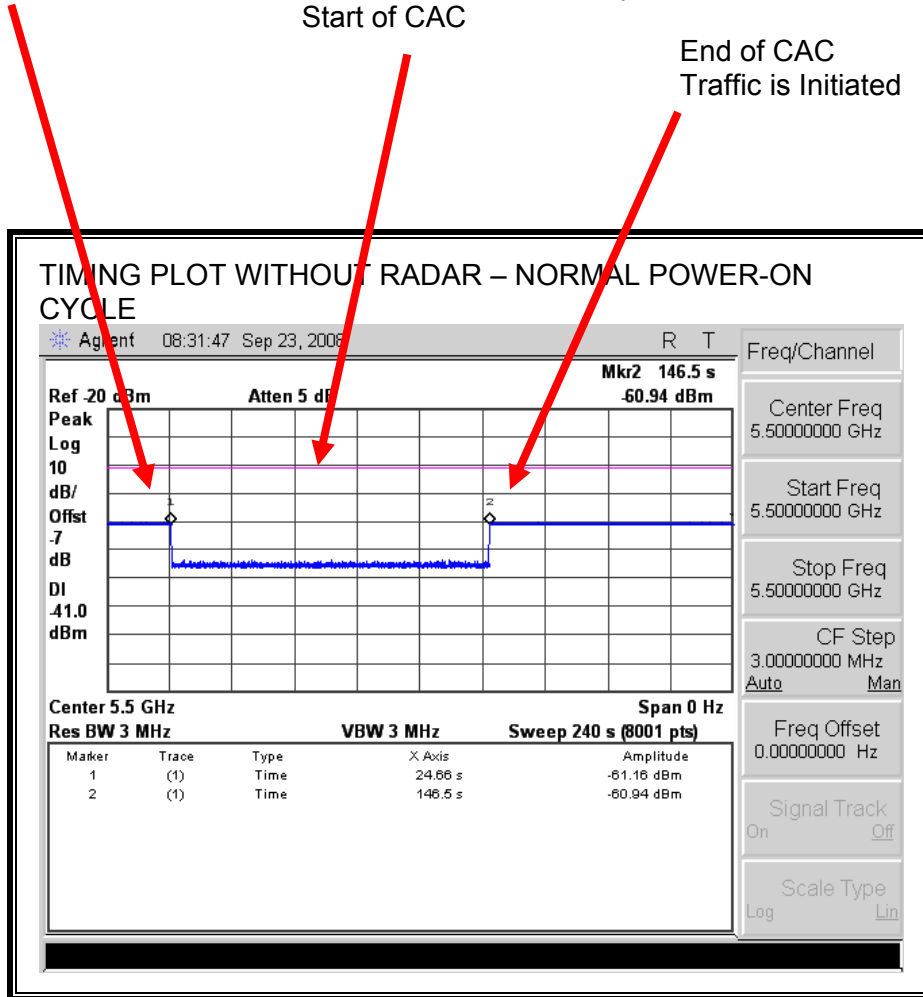 Start of CAC
End of CAC
Traffic is Initiated
TIMING PLOT WITHOUT RADAR – NORMAL POWER-ON
CYCLE
Agilent 08:31:47 Sep 23, 2008 R T
Mkr2 146.5 s
Ref -20 dBm Atten 5 dB -60.94 dBm
Peak
Log
10
dB/
Offst
-7
dB
DI
-41.0
dBm
1
2
Center 5.5 GHz Span 0 Hz
Res BW 3 MHz VBW 3 MHz Sweep 240 s (8001 pts)
Marker Trace Type X Axis Amplitude
1 (1) Time 24.66 s -61.16 dBm
2 (1) Time 146.5 s -60.94 dBm
Freq/Channel
Center Freq
5.50000000 GHz
Start Freq
5.50000000 GHz
Stop Freq
5.50000000 GHz
CF Step
3.00000000 MHz
Auto Man
Freq Offset
0.00000000 Hz
Signal Track
On Off
Scale Type
Log Lin